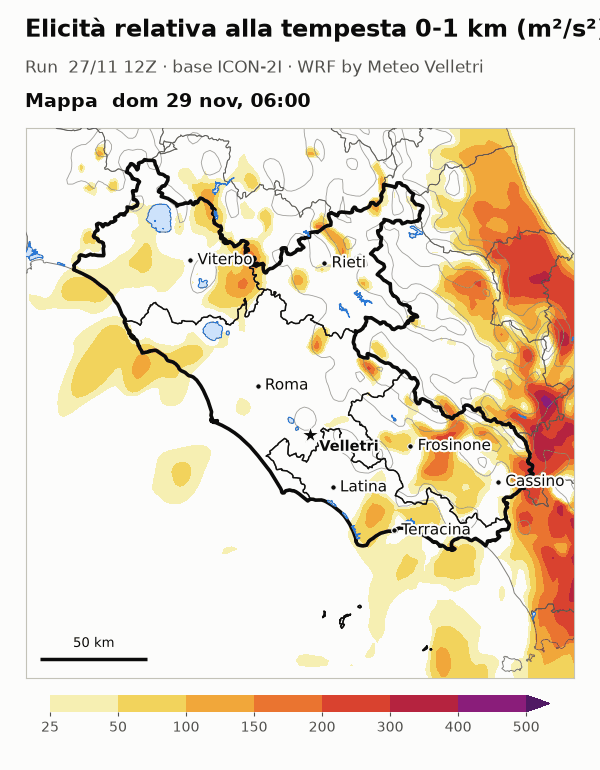 Elicità relativa alla tempesta 0-1 km (m²/s²)
Run 27/11 12Z · base ICON-2I · WRF by Meteo Velletri
Mappa dom 29 nov, 06:00
Viterbo
Rieti
Roma
Velletri
Frosinone
Cassino
Latina
Terracina
50 km
25 50 100 150 200 300 400 500